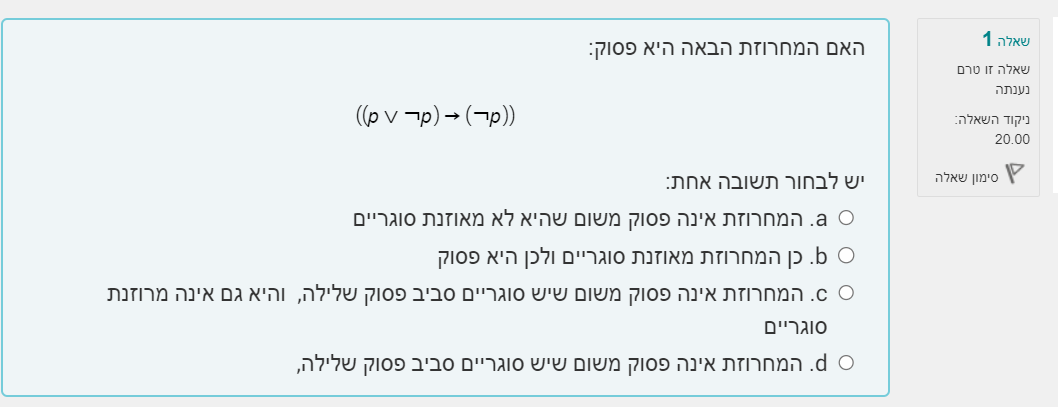 שאלה 1
שאלה זו טרם
נענתה
ניקוד השאלה:
20.00
סימון שאלה
האם המחרוזת הבאה היא פסוק:
((p ∨ ¬p) → (¬p))
יש לבחור תשובה אחת:
a. המחרוזת אינה פסוק משום שהיא לא מאוזנת סוגריים
b. כן המחרוזת מאוזנת סוגריים ולכן היא פסוק
c. המחרוזת אינה פסוק משום שיש סוגריים סביב פסוק שלילה, והיא גם אינה מרוזנת
סוגריים
d. המחרוזת אינה פסוק משום שיש סוגריים סביב פסוק שלילה,